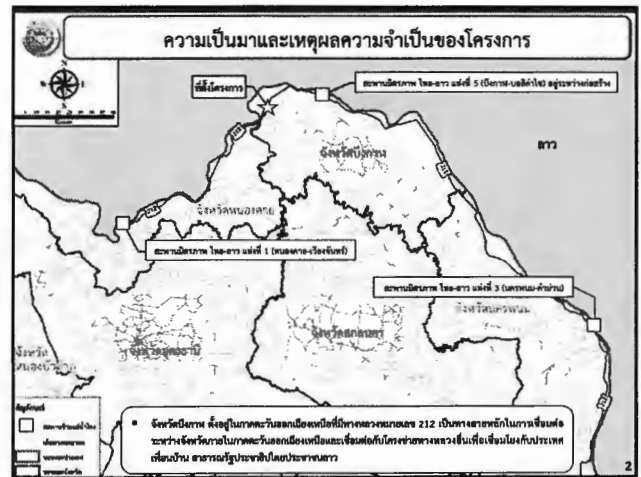 ความเป็นมาและเหตุผลความจำเป็นของโครงการ
ที่ตั้งโครงการ
สะพานมิตรภาพ ไทย-ลาว แห่งที่ 5 (บึงกาฬ-บอลิคำไซ) อยู่ระหว่างก่อสร้าง
ลาว
จังหวัดบึงกาฬ
212
จังหวัดหนองคาย
สะพานมิตรภาพ ไทย-ลาว แห่งที่ 1 (หนองคาย-เวียงจันทร์)
สะพานมิตรภาพ ไทย-ลาว แห่งที่ 3 (นครพนม-คำม่วน)
จังหวัดนครพนม
จังหวัดสกลนคร
จังหวัดอุดรธานี
จังหวัด
สัญลักษณ์
• จังหวัดบึงกาฬ ตั้งอยู่ในภาคตะวันออกเฉียงเหนือที่มีทางหลวงหมายเลข 212 เป็นทางสายหลักในการเชื่อมต่อ
ระหว่างจังหวัดภายในภาคตะวันออกเฉียงเหนือและเชื่อมต่อกับโครงข่ายทางหลวงอื่นเพื่อเชื่อมโยงกับประเทศ
เพื่อนบ้าน สาธารณรัฐประชาธิปไตยประชาชนลาว
2